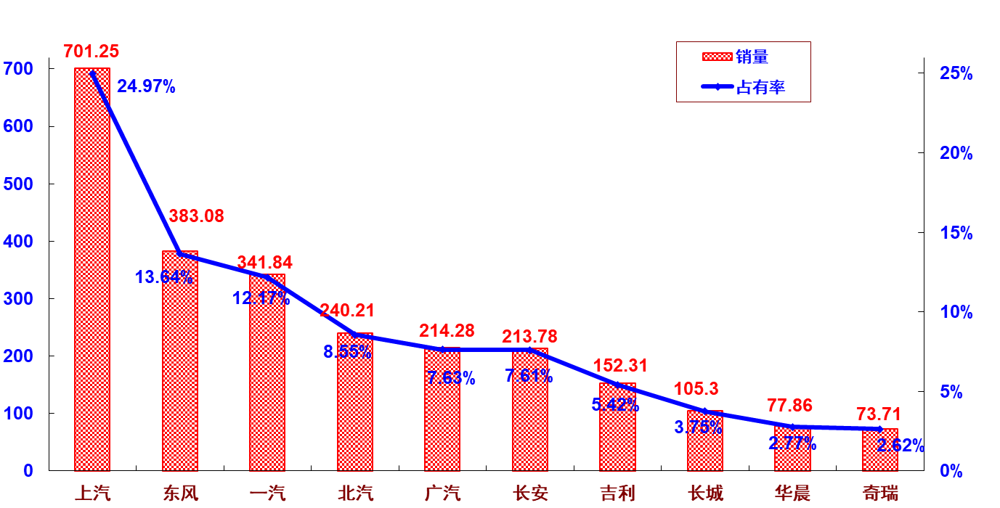 销量
占有率
700
600
500
400
300
200
100
0
25%
20%
15%
10%
5%
0%
701.25
383.08
341.84
240.21
214.28
213.78
152.31
105.3
77.86
73.71
24.97%
13.64%
12.17%
8.55%
7.63%
7.61%
5.42%
3.75%
2.77%
2.62%
上汽
东风
一汽
北汽
广汽
长安
吉利
长城
华晨
奇瑞